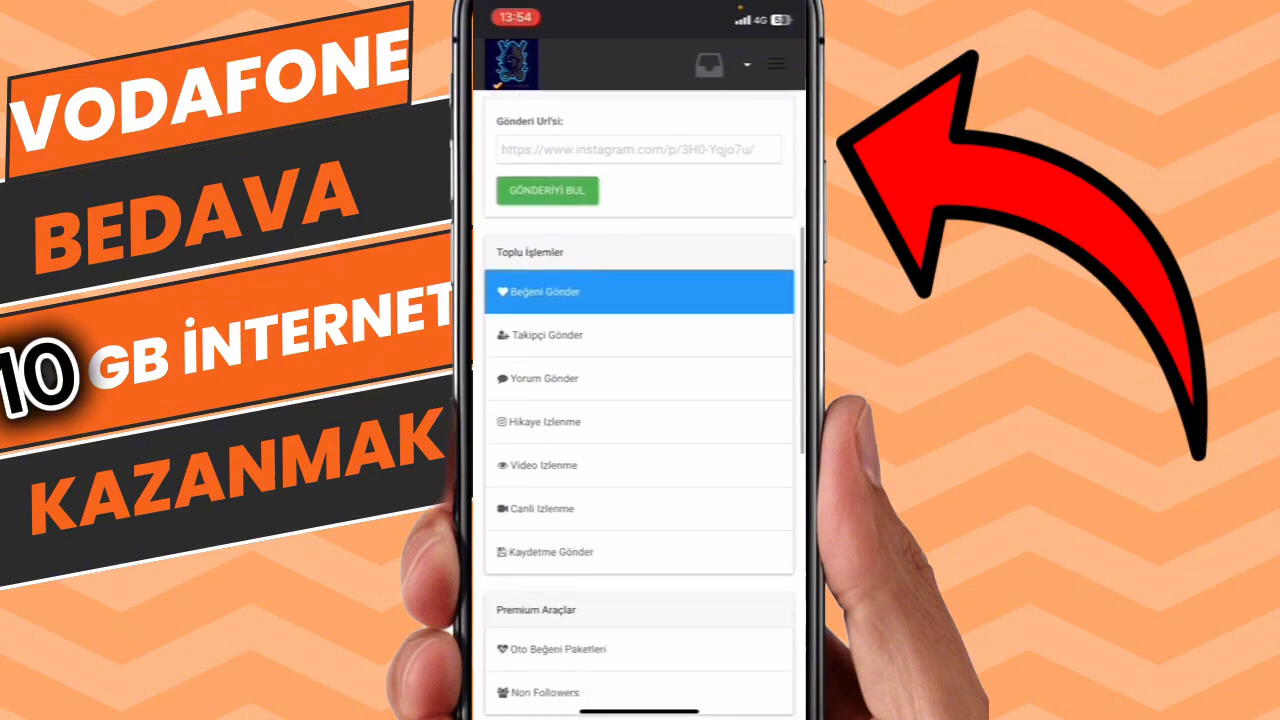 VODAFONE
BEDAVA
10 GB İNTERNET
KAZANMAK
13:54
4G 53
Gönderi Url'si:
https://www.instagram.com/p/3H0-Yqjo7u/
GÖNDERİYİ BUL
Toplu İşlemler
Beğeni Gönder
Takipçi Gönder
Yorum Gönder
Hikaye Izlenme
Video Izlenme
Canli Izlenme
Kaydetme Gönder
Premium Araçlar
Oto Beğeni Paketleri
Non Followers